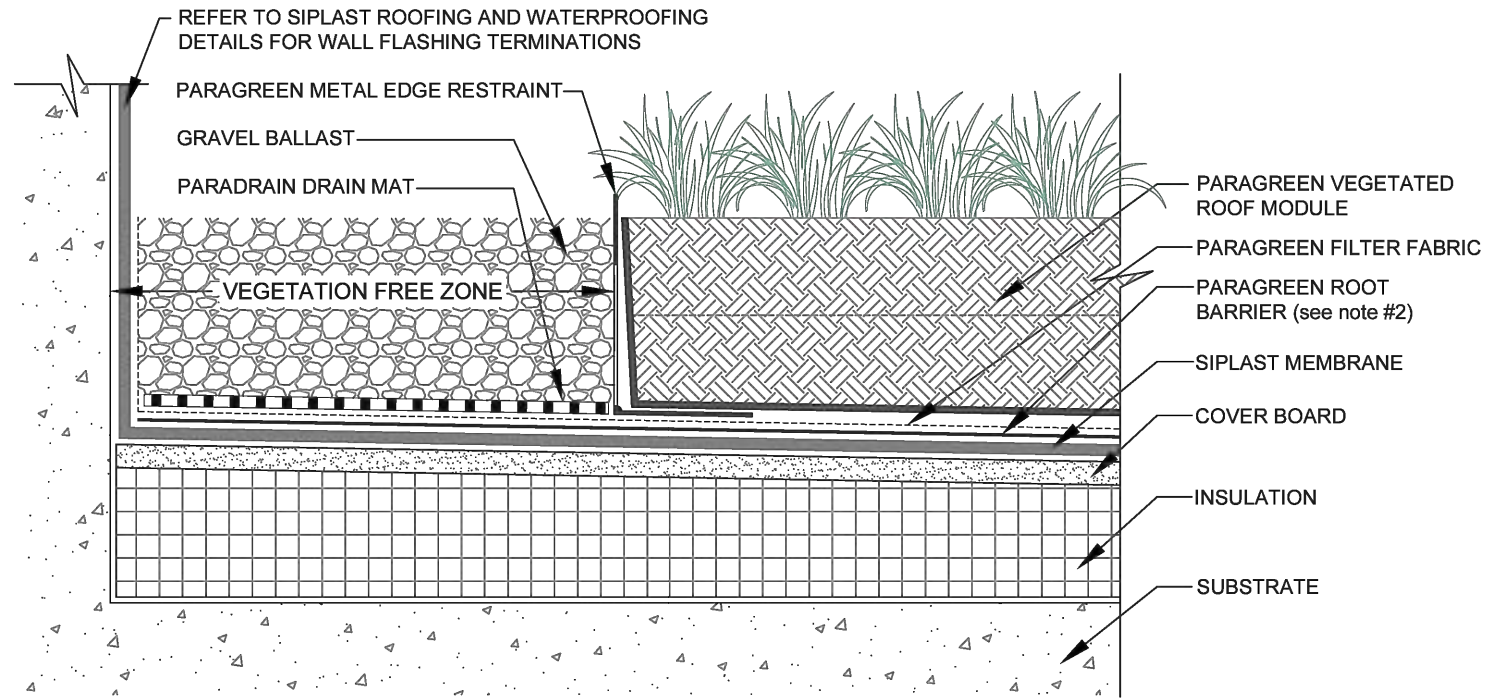 REFER TO SIPLAST ROOFING AND WATERPROOFING
DETAILS FOR WALL FLASHING TERMINATIONS
PARAGREEN METAL EDGE RESTRAINT
GRAVEL BALLAST
PARADRAIN DRAIN MAT
VEGETATION FREE ZONE
PARAGREEN VEGETATED
ROOF MODULE
PARAGREEN FILTER FABRIC
PARAGREEN ROOT
BARRIER (see note #2)
SIPLAST MEMBRANE
COVER BOARD
INSULATION
SUBSTRATE